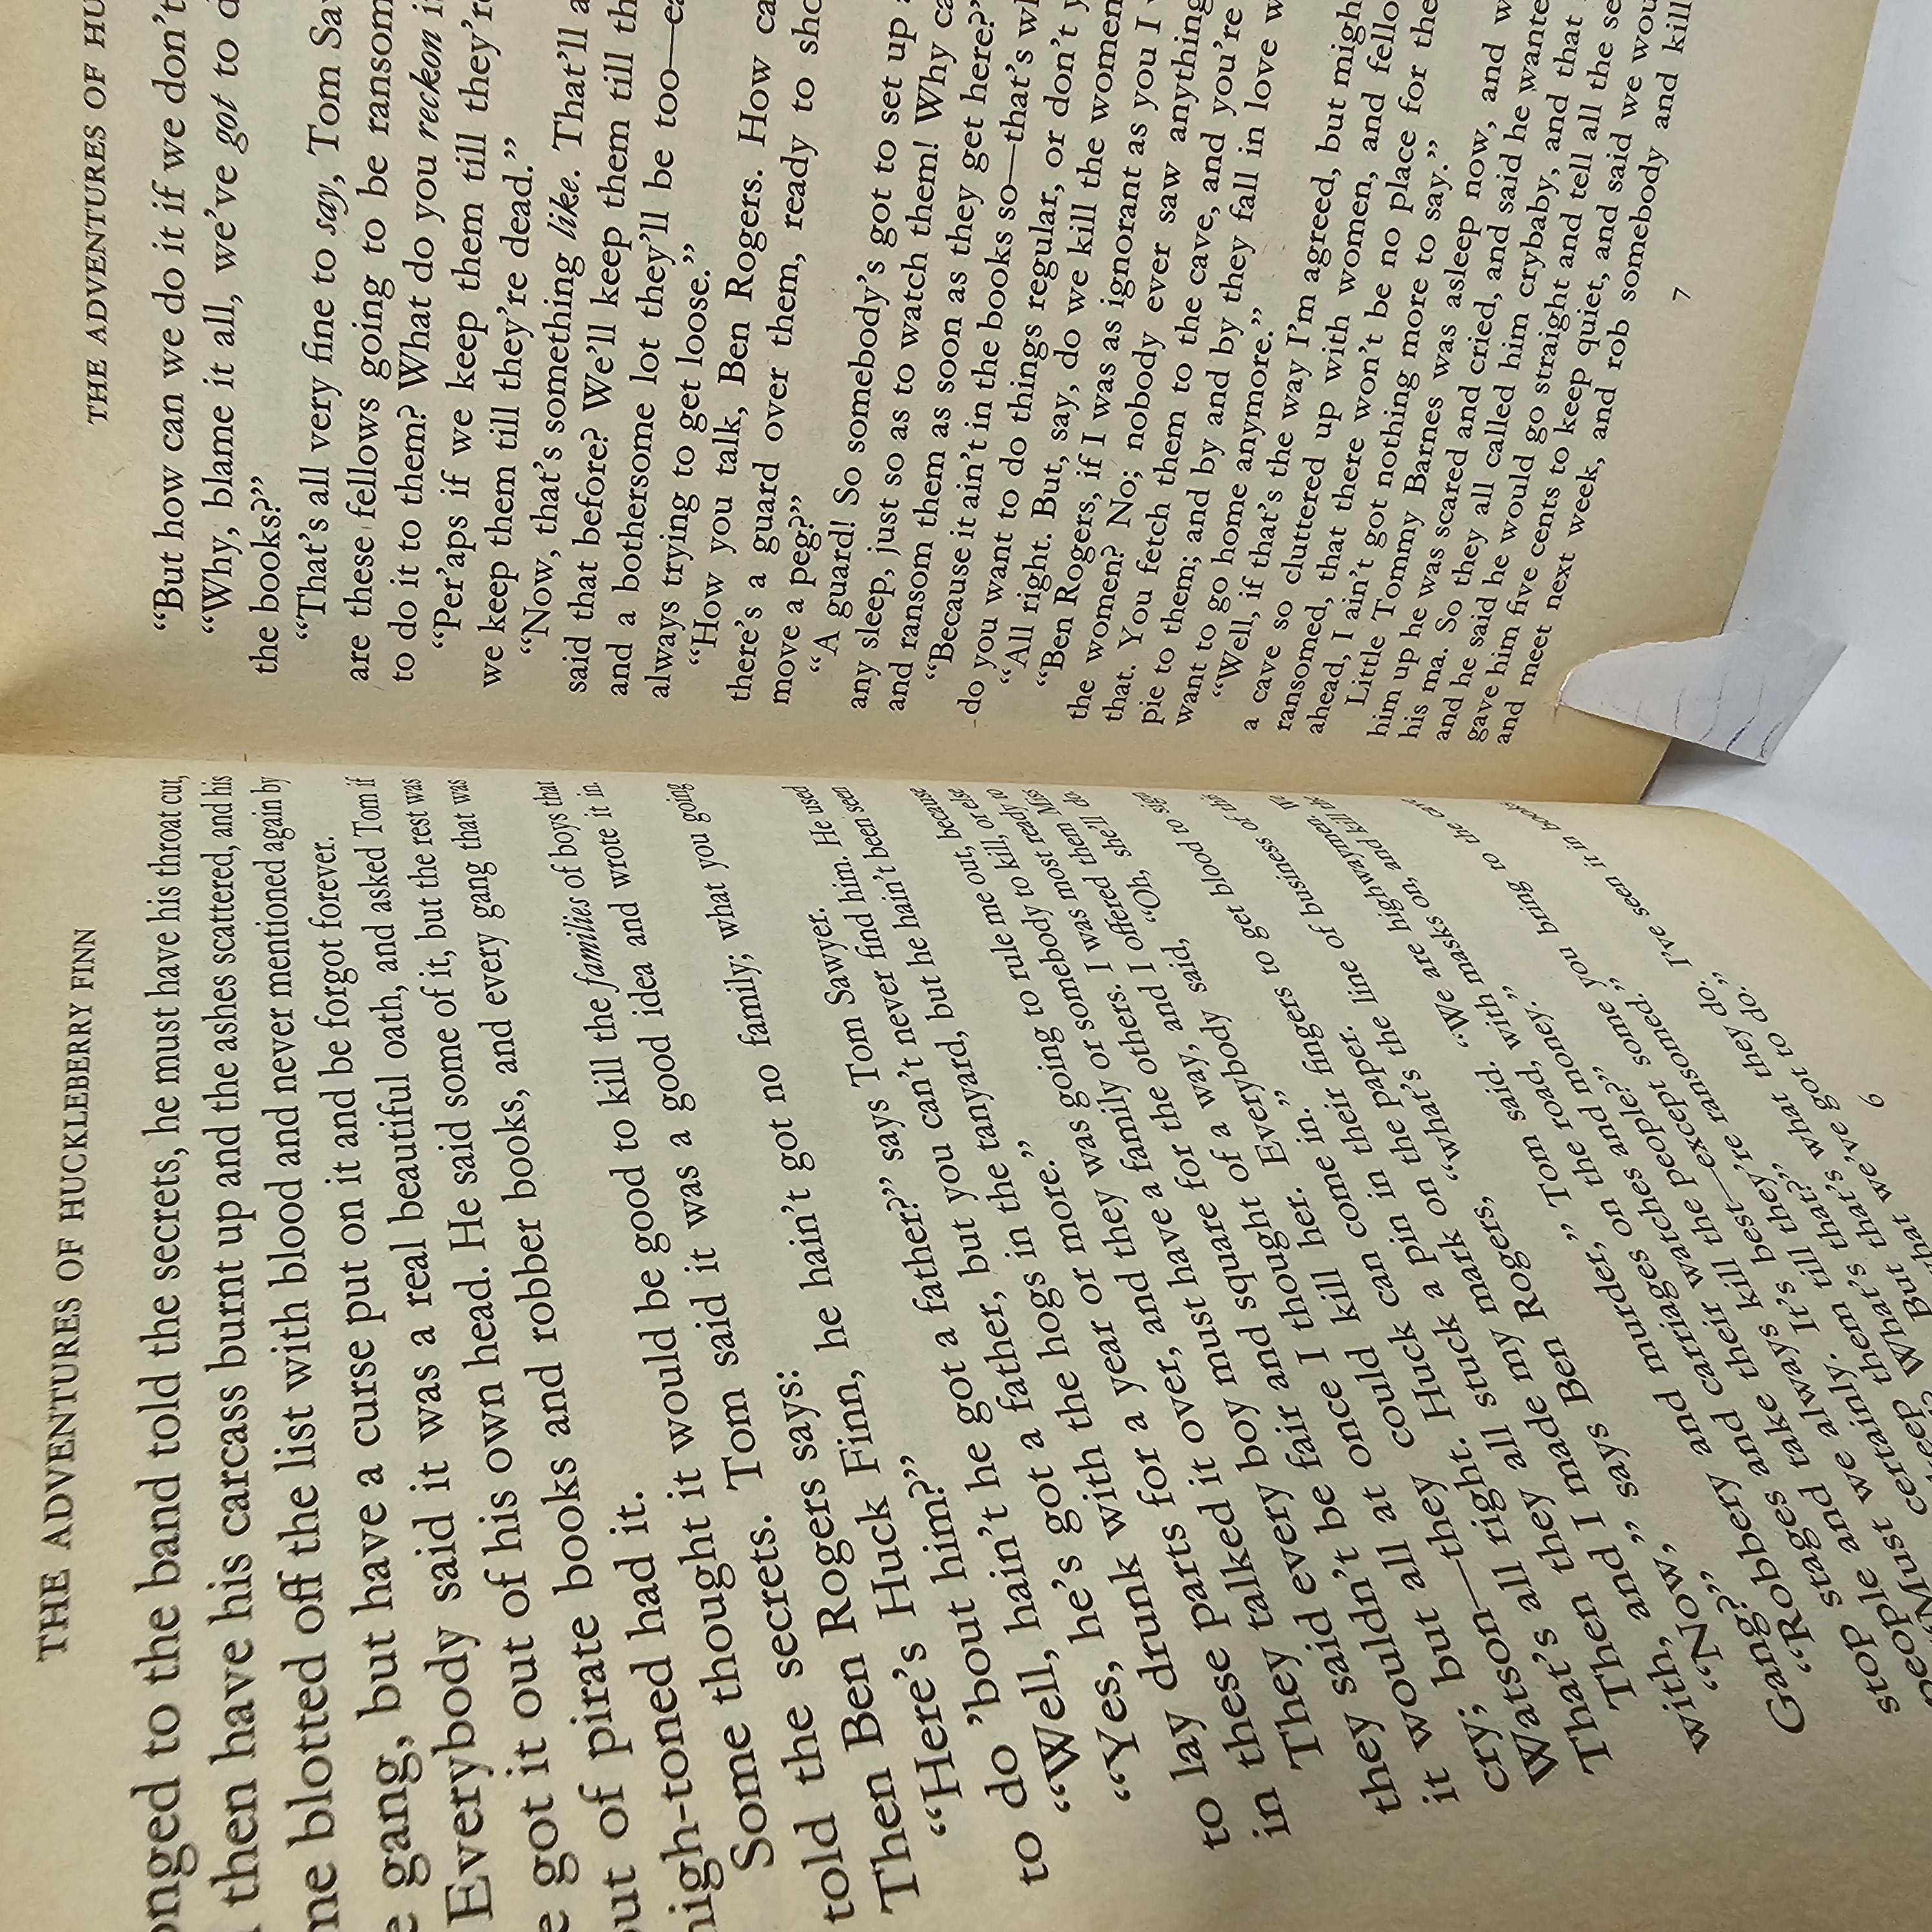 THE ADVENTURES OF HUCKLEBERRY FINN
to the band told the secrets, he must have his throat cut,
then have his carcass burnt up and the ashes scattered, and his
blotted off the list with blood and never mentioned again by
gang, but have a curse put on it and be forgot forever.
Everybody said it was a real beautiful oath, and asked Tom if
got it out of his own head. He said some of it, but the rest was
of pirate books and robber books, and every gang that was
high-toned had it.
Some thought it would be good to kill the families of boys that
told the secrets. Tom said it was a good idea and wrote it in.
Then Ben Rogers says:
“Here’s Huck Finn, he hain’t got no family; what you going
to do ’bout him?”
“Well, hain’t he got a father?” says Tom Sawyer.
“Yes, he’s got a father, but you can’t never find him. He used
to lay drunk with the hogs in the tanyard, but he hain’t been seen
in these parts for a year or more.”
They talked it over, and they was going to rule me out, because
they said every boy must have a family or somebody to kill, or else
it wouldn’t be fair and square for the others. I was most ready to
cry; but all at once I thought of a way, and I offered them Miss
Watson—they could kill her. Everybody said, “Oh, she’ll do.
That’s all right. Huck can come in.”
Then they all stuck a pin in their fingers to get blood to sign
with, and I made my mark on the paper.
“Now,” says Ben Rogers, “what’s the line of business of this
Gang?”
“Robbery and murder,” Tom said. “We are highwaymen. We
stop stages and carriages on the road, with masks on, and kill the
people and take their watches and money.”
“Must we always kill the people?”
certainly. It’s best—except some you bring to the cave
keep them till they’re ransomed.”
What’s that?”
But that’s what they do. I’ve seen it in books
what we’ve got to do.”
6
THE ADVENTURES OF
“But how can we do it if we don’t
“Why, blame it all, we’ve got to
the books?”
“That’s all very fine to say, Tom
are these fellows going to be
to do it to them? What do you reckon
“Per’aps if we keep them till they’re
we keep them till they’re dead.”
“Now, that’s something like. That’ll
said that before? We’ll keep them till
and a bothersome lot they’ll be too—
always trying to get loose.”
“How you talk, Ben Rogers. How
there’s a guard over them, ready to
move a peg?”
“A guard! So somebody’s got to set up
any sleep, just so as to watch them! Why
and ransom them as soon as they get here?”
“Because it ain’t in the books so—that’s
do you want to do things regular, or don’t
“All right. But, say, do we kill the women
“Ben Rogers, if I was as ignorant as you I
the women? No; nobody ever saw anything
that. You fetch them to the cave, and you’re
pie to them; and by and by they fall in love
want to go home anymore.”
“Well, if that’s the way I’m agreed, but
a cave so cluttered up with women, and
ransomed, that there won’t be no place for
ahead, I ain’t got nothing more to say.”
Little Tommy Barnes was asleep now, and
him up he was scared and cried, and said he
his ma. So they all called him crybaby, and that
and he said he would go straight and tell all the
gave him five cents to keep quiet, and said we
and meet next week, and rob somebody and kill
7